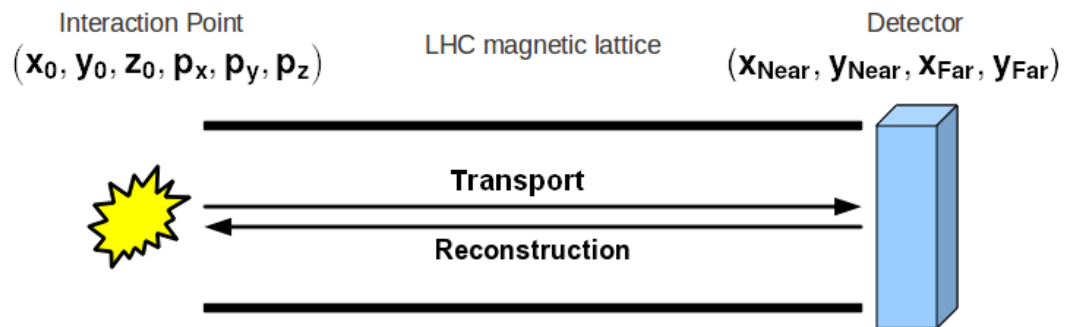 Interaction Point
LHC magnetic lattice
Detector
(x₀, y₀, z₀, pₓ, p_y, p_z)
(x_Near, y_Near, x_Far, y_Far)
Transport
Reconstruction